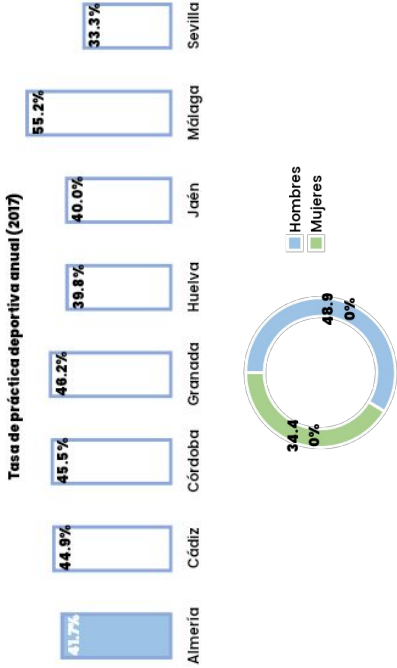 Tasa de práctica deportiva anual (2017)
41.7%
44.9%
45.5%
46.2%
39.8%
40.0%
55.2%
33.3%
Almería
Cádiz
Córdoba
Granada
Huelva
Jaén
Málaga
Sevilla
34.4
0%
48.9
0%
Hombres
Mujeres